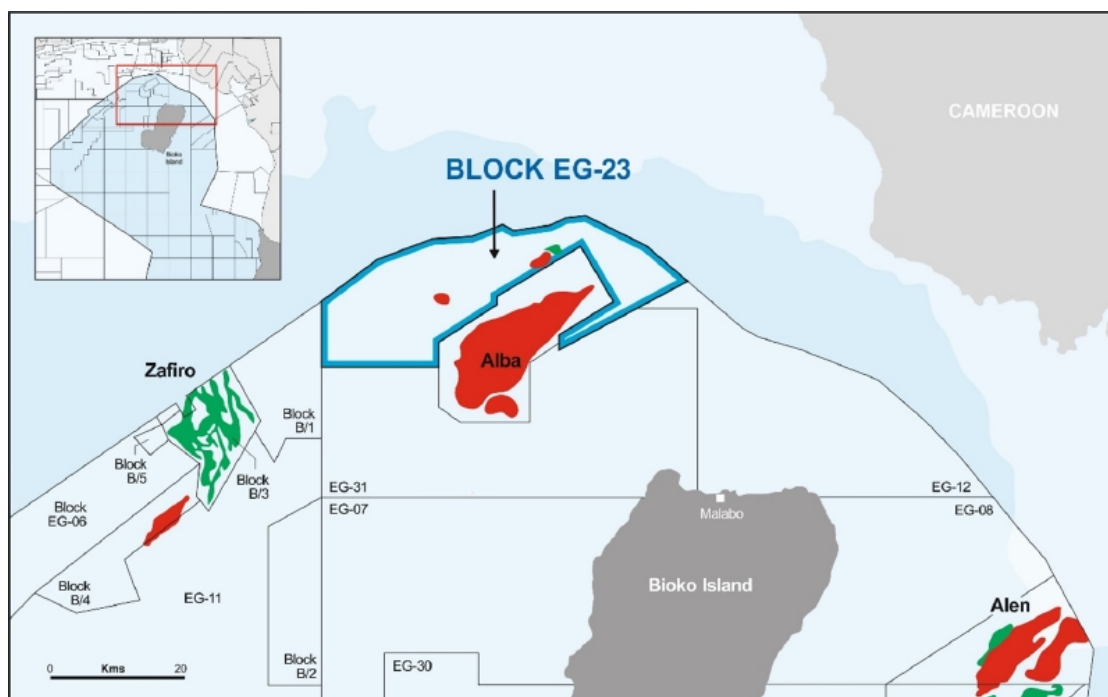 Bioko
Island
CAMEROON
BLOCK EG-23
Alba
Zafiro
Block
B/1
Block
B/5
Block
B/3
Block
EG-06
EG-31
EG-07
EG-12
EG-08
Malabo
Block
B/4
EG-11
Bioko Island
Alen
0 Kms 20
Block
B/2
EG-30